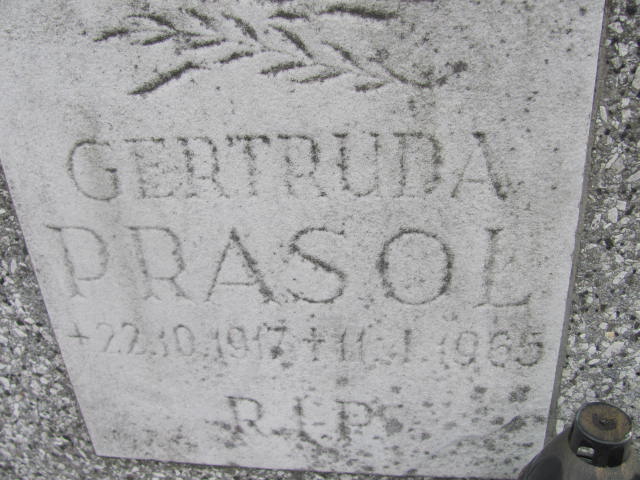 GERTRUDA
PRASOL
+ 22.10.1917 + 11.1.1965
R.I.P.